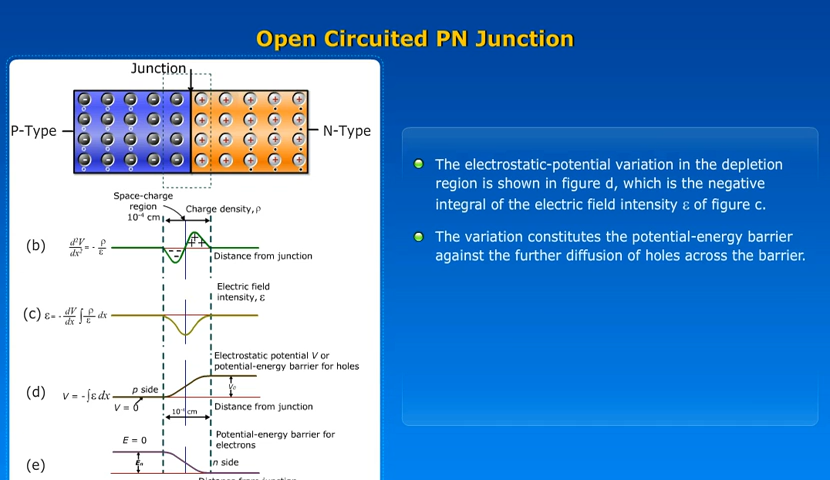 Open Circuited PN Junction
Junction
P-Type
N-Type
Space-charge
region
10⁻⁴ cm
Charge density, ρ
(b)
d²V/dx² = - ρ/ε
Distance from junction
Electric field
intensity, ε
(c) ε = - dV/dx ∫ ρ/ε dx
Electrostatic potential V or
potential-energy barrier for holes
(d)
V = -∫ε dx
p side
V = 0
V₀
10⁻⁴ cm
Distance from junction
E = 0
Potential-energy barrier for
electrons
(e)
n side
Distance from junction
The electrostatic-potential variation in the depletion
region is shown in figure d, which is the negative
integral of the electric field intensity ε of figure c.
The variation constitutes the potential-energy barrier
against the further diffusion of holes across the barrier.